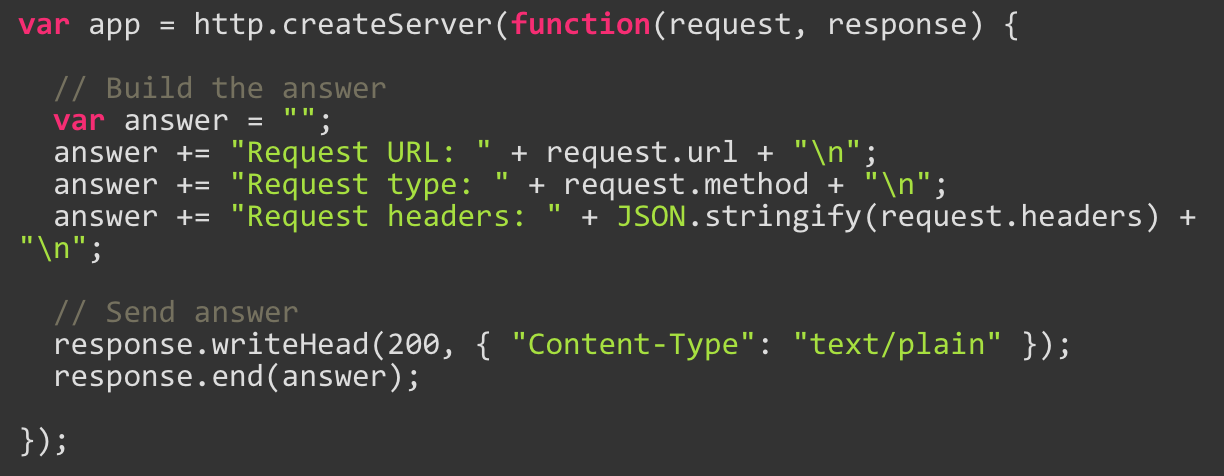 var app = http.createServer(function(request, response) {
// Build the answer
var answer = "";
answer += "Request URL: " + request.url + "\n";
answer += "Request type: " + request.method + "\n";
answer += "Request headers: " + JSON.stringify(request.headers) +
"\n";
// Send answer
response.writeHead(200, { "Content-Type": "text/plain" });
response.end(answer);
});